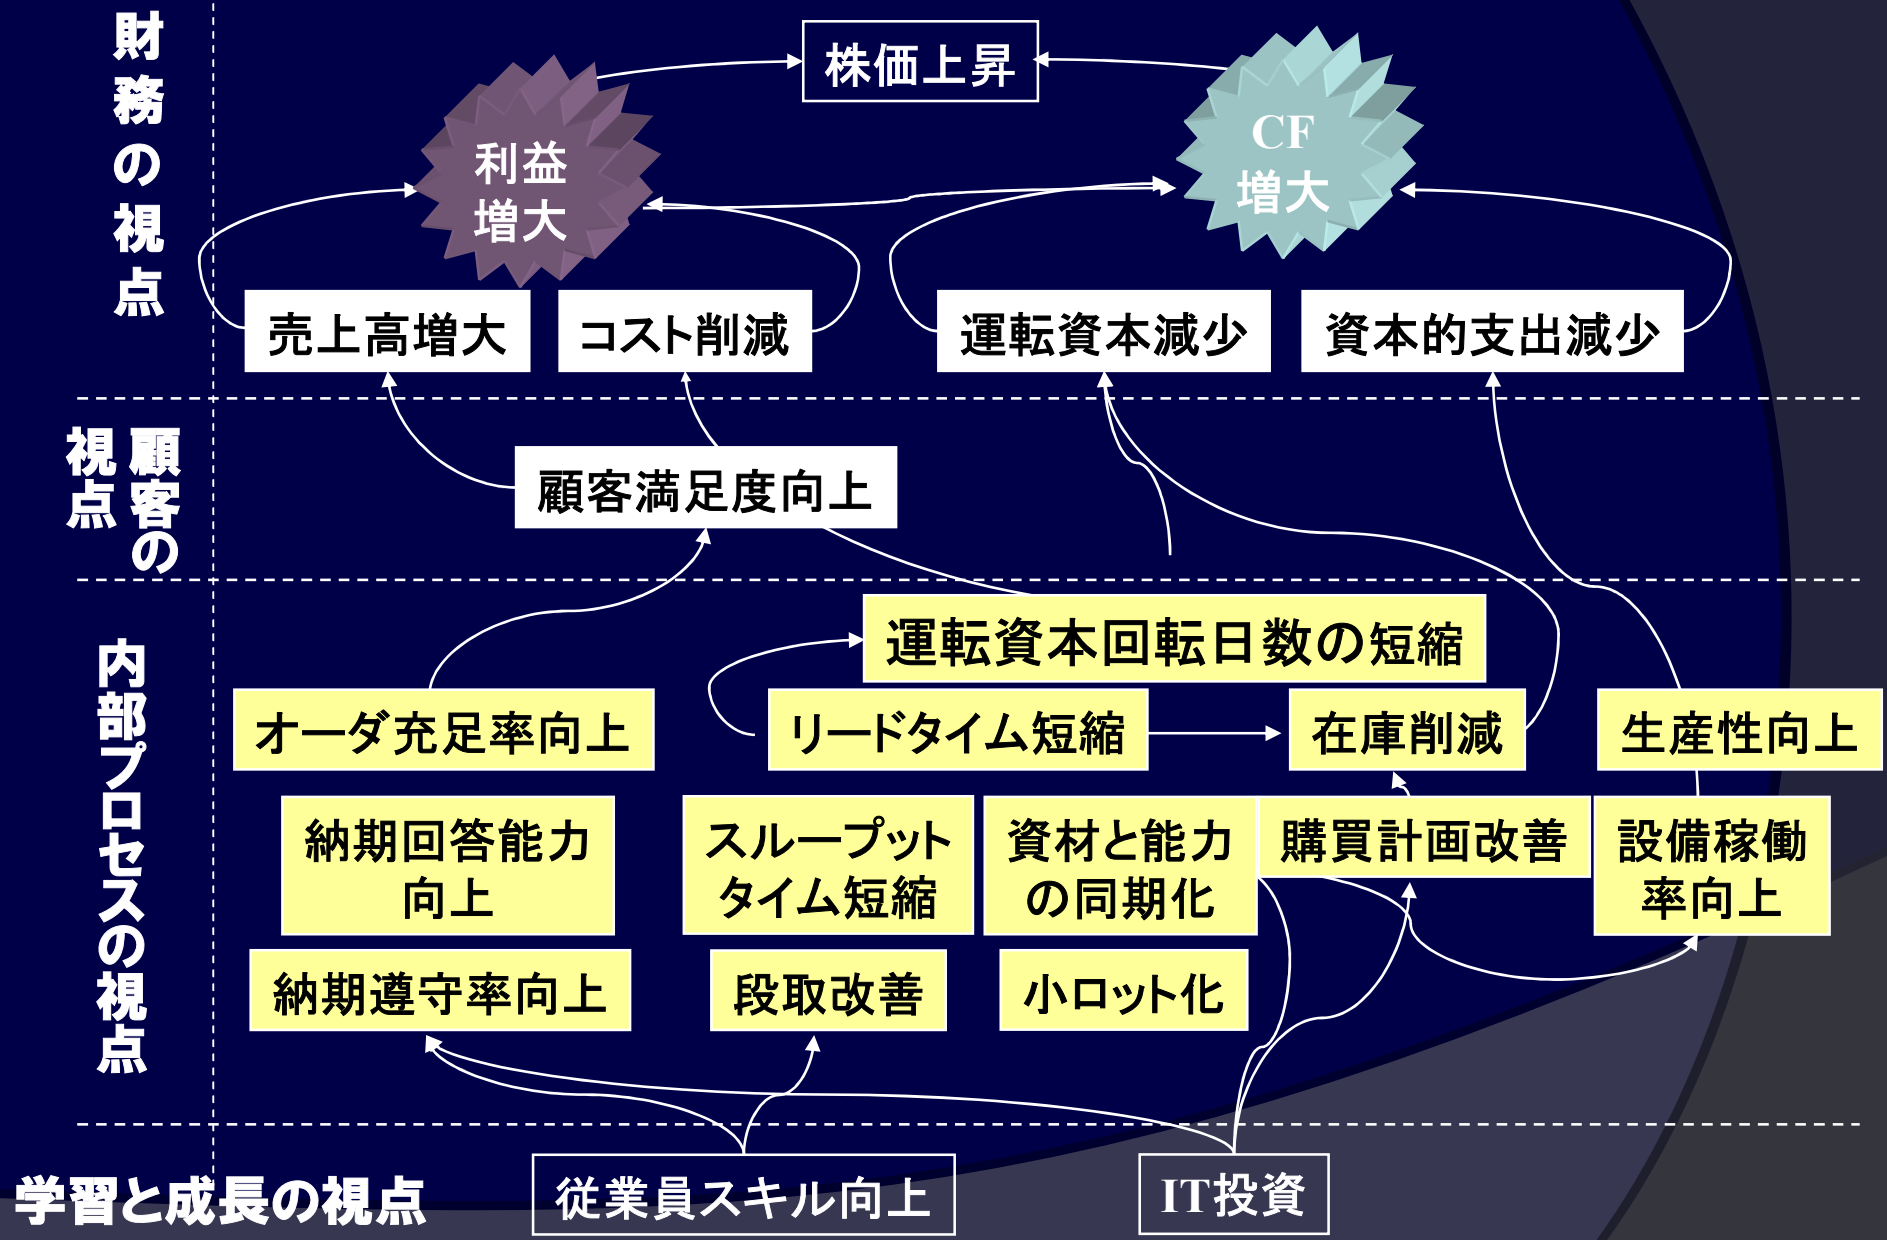 財務の視点
株価上昇
利益
増大
CF
増大
売上高増大
コスト削減
運転資本減少
資本的支出減少
顧客の
視点
顧客満足度向上
内部プロセスの視点
運転資本回転日数の短縮
オーダ充足率向上
リードタイム短縮
在庫削減
生産性向上
納期回答能力
向上
スループット
タイム短縮
資材と能力
の同期化
購買計画改善
設備稼働
率向上
納期遵守率向上
段取改善
小ロット化
学習と成長の視点
従業員スキル向上
IT投資